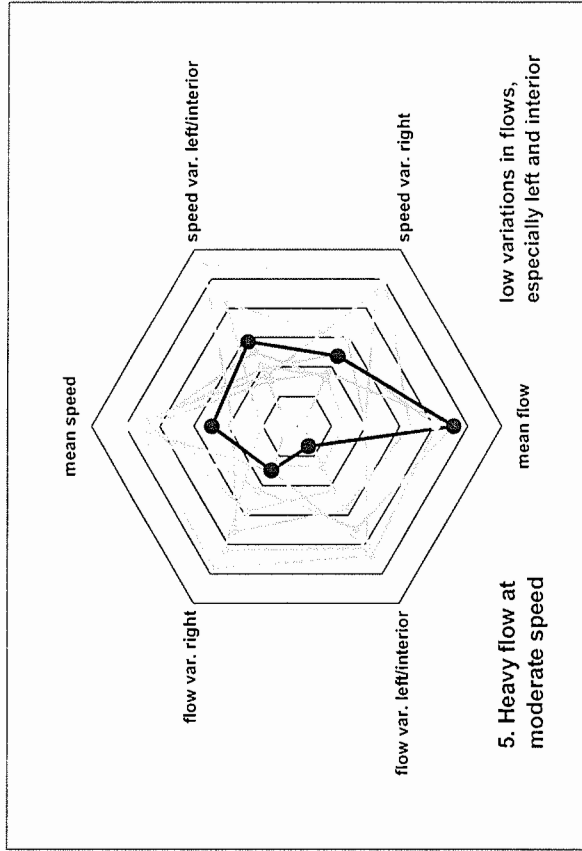 mean speed
speed var. left/interior
speed var. right
mean flow
flow var. left/interior
flow var. right
5. Heavy flow at
moderate speed
low variations in flows,
especially left and interior